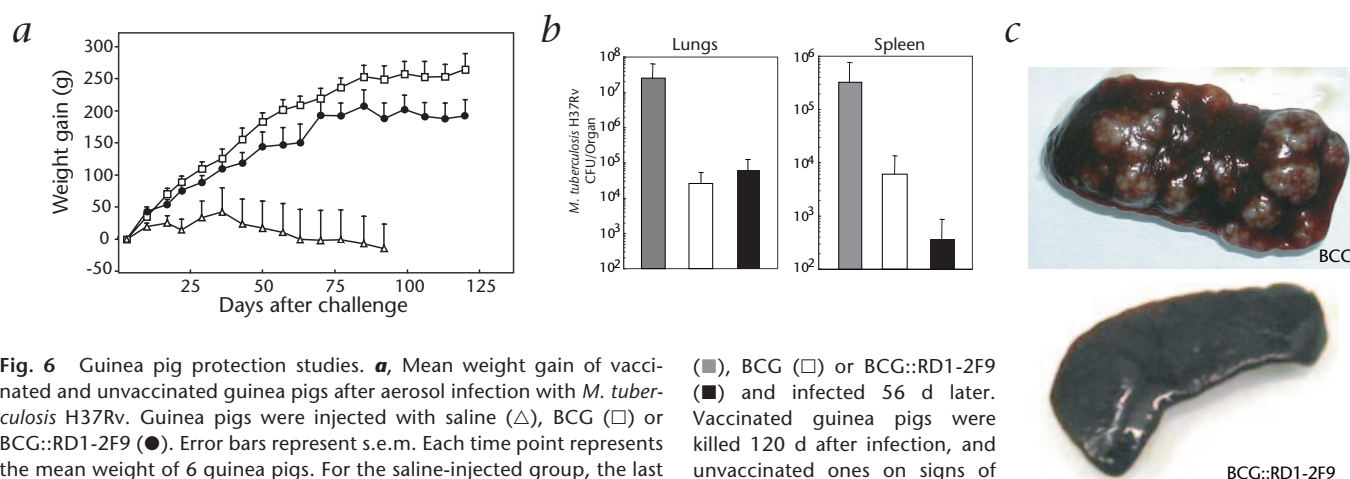 a
300
250
200
150
100
50
0
-50
Weight gain (g)
25 50 75 100 125
Days after challenge
b
Lungs
Spleen
M. tuberculosis H37Rv
CFU/Organ
10⁸
10⁷
10⁶
10⁵
10⁴
10³
10²
10⁶
10⁵
10⁴
10³
10²
c
BCG
BCG::RD1-2F9
Fig. 6 Guinea pig protection studies. a, Mean weight gain of vacci-
nated and unvaccinated guinea pigs after aerosol infection with M. tuber-
culosis H37Rv. Guinea pigs were injected with saline (△), BCG (□) or
BCG::RD1-2F9 (●). Error bars represent s.e.m. Each time point represents
the mean weight of 6 guinea pigs. For the saline-injected group, the last
(■), BCG (□) or BCG::RD1-2F9
(■) and infected 56 d later.
Vaccinated guinea pigs were
killed 120 d after infection, and
unvaccinated ones on signs of